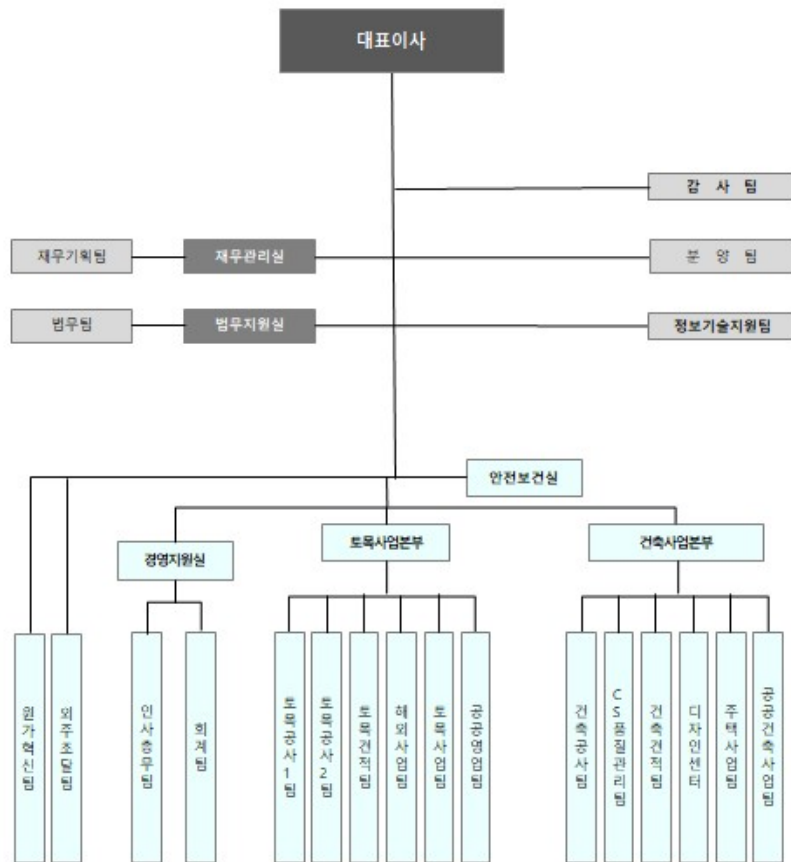 대표이사
감 사 팀
재무기획팀
재무관리실
분 양 팀
법무팀
법무지원실
정보기술지원팀
안전보건실
경영지원실
토목사업본부
건축사업본부
원가혁신팀
외주조달팀
인사총무팀
회계팀
토목공사1팀
토목공사2팀
토목견적팀
해외사업팀
토목사업팀
공공영업팀
건축공사팀
CS품질관리팀
건축견적팀
디자인센터
주택사업팀
공공건축사업팀